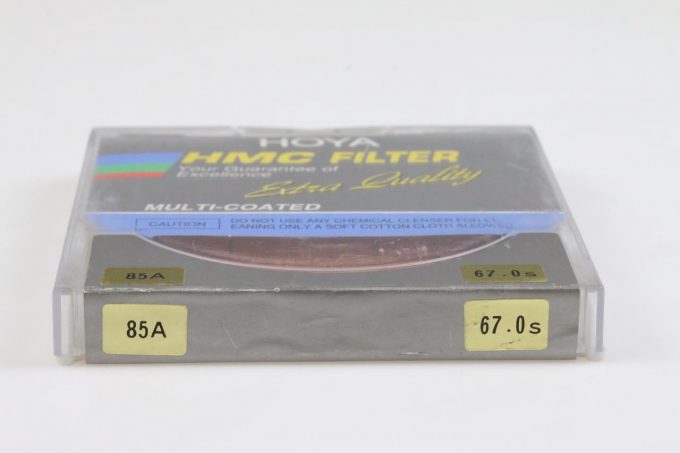 HOYA
HMC FILTER
Your Guarantee of
Excellence
Extra Quality
MULTI-COATED
CAUTION
DO NOT USE ANY CHEMICAL CLENSER FOR CL
EANING ONLY A SOFT COTTON CLOTH ALLOWED
85A
67.0s
85A
67.0s